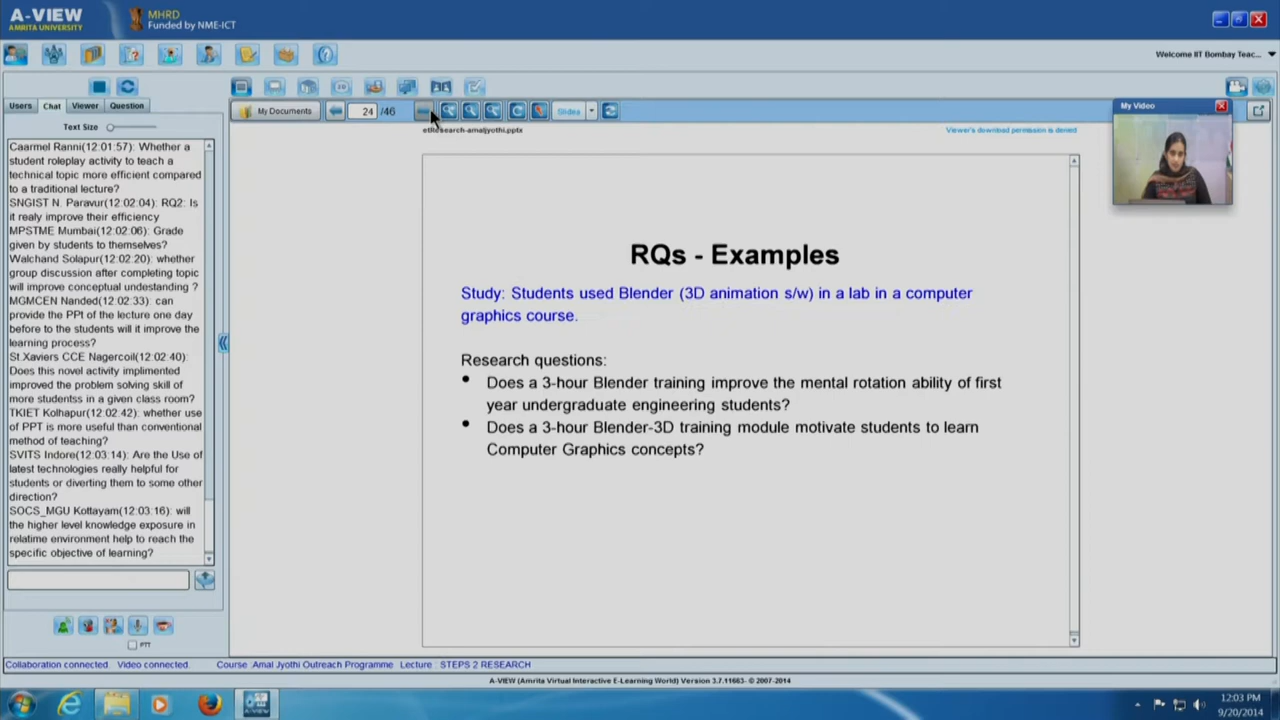 A-VIEW
AMRITA UNIVERSITY
MHRD
Funded by NME-ICT
Welcome IIT Bombay Teac...
Users
Chat
Viewer
Question
My Documents
24
/46
Slides
My Video
Text Size
etResearch-amaljyothi.pptx
Viewer's download permission is denied
Caarmel Ranni(12:01:57): Whether a
student roleplay activity to teach a
technical topic more efficient compared
to a traditional lecture?
SNGIST N. Paravur(12:02:04): RQ2: Is
it realy improve their efficiency
MPSTME Mumbai(12:02:06): Grade
given by students to themselves?
Walchand Solapur(12:02:20): whether
group discussion after completing topic
will improve conceptual undestanding ?
MGMCEN Nanded(12:02:33): can
provide the PPt of the lecture one day
before to the students will it improve the
learning process?
St.Xaviers CCE Nagercoil(12:02:40):
Does this novel activity implimented
improved the problem solving skill of
more studentss in a given class room?
TKIET Kolhapur(12:02:42): whether use
of PPT is more useful than conventional
method of teaching?
SVITS Indore(12:03:14): Are the Use of
latest technologies really helpful for
students or diverting them to some other
direction?
SOCS_MGU Kottayam(12:03:16): will
the higher level knowledge exposure in
relatime environment help to reach the
specific objective of learning?
RQs - Examples
Study: Students used Blender (3D animation s/w) in a lab in a computer
graphics course.
Research questions:
• Does a 3-hour Blender training improve the mental rotation ability of first
year undergraduate engineering students?
• Does a 3-hour Blender-3D training module motivate students to learn
Computer Graphics concepts?
PTT
Collaboration connected. Video connected. Course : Amal Jyothi Outreach Programme Lecture : STEPS 2 RESEARCH
A-VIEW (Amrita Virtual Interactive E-Learning World) Version 3.7.11663- © 2007-2014
A-VIEW
12:03 PM
9/20/2014